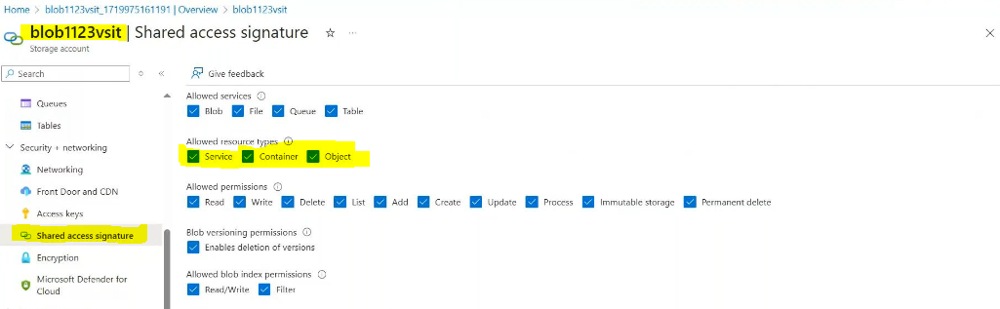 Home > blob1123vsit_1719975161191 | Overview > blob1123vsit
blob1123vsit | Shared access signature ☆ ...
Storage account
Search
Give feedback
Queues
Tables
Security + networking
Networking
Front Door and CDN
Access keys
Shared access signature
Encryption
Microsoft Defender for
Cloud
Allowed services
Blob File Queue Table
Allowed resource types
Service Container Object
Allowed permissions
Read Write Delete List Add Create Update Process Immutable storage Permanent delete
Blob versioning permissions
Enables deletion of versions
Allowed blob index permissions
Read/Write Filter